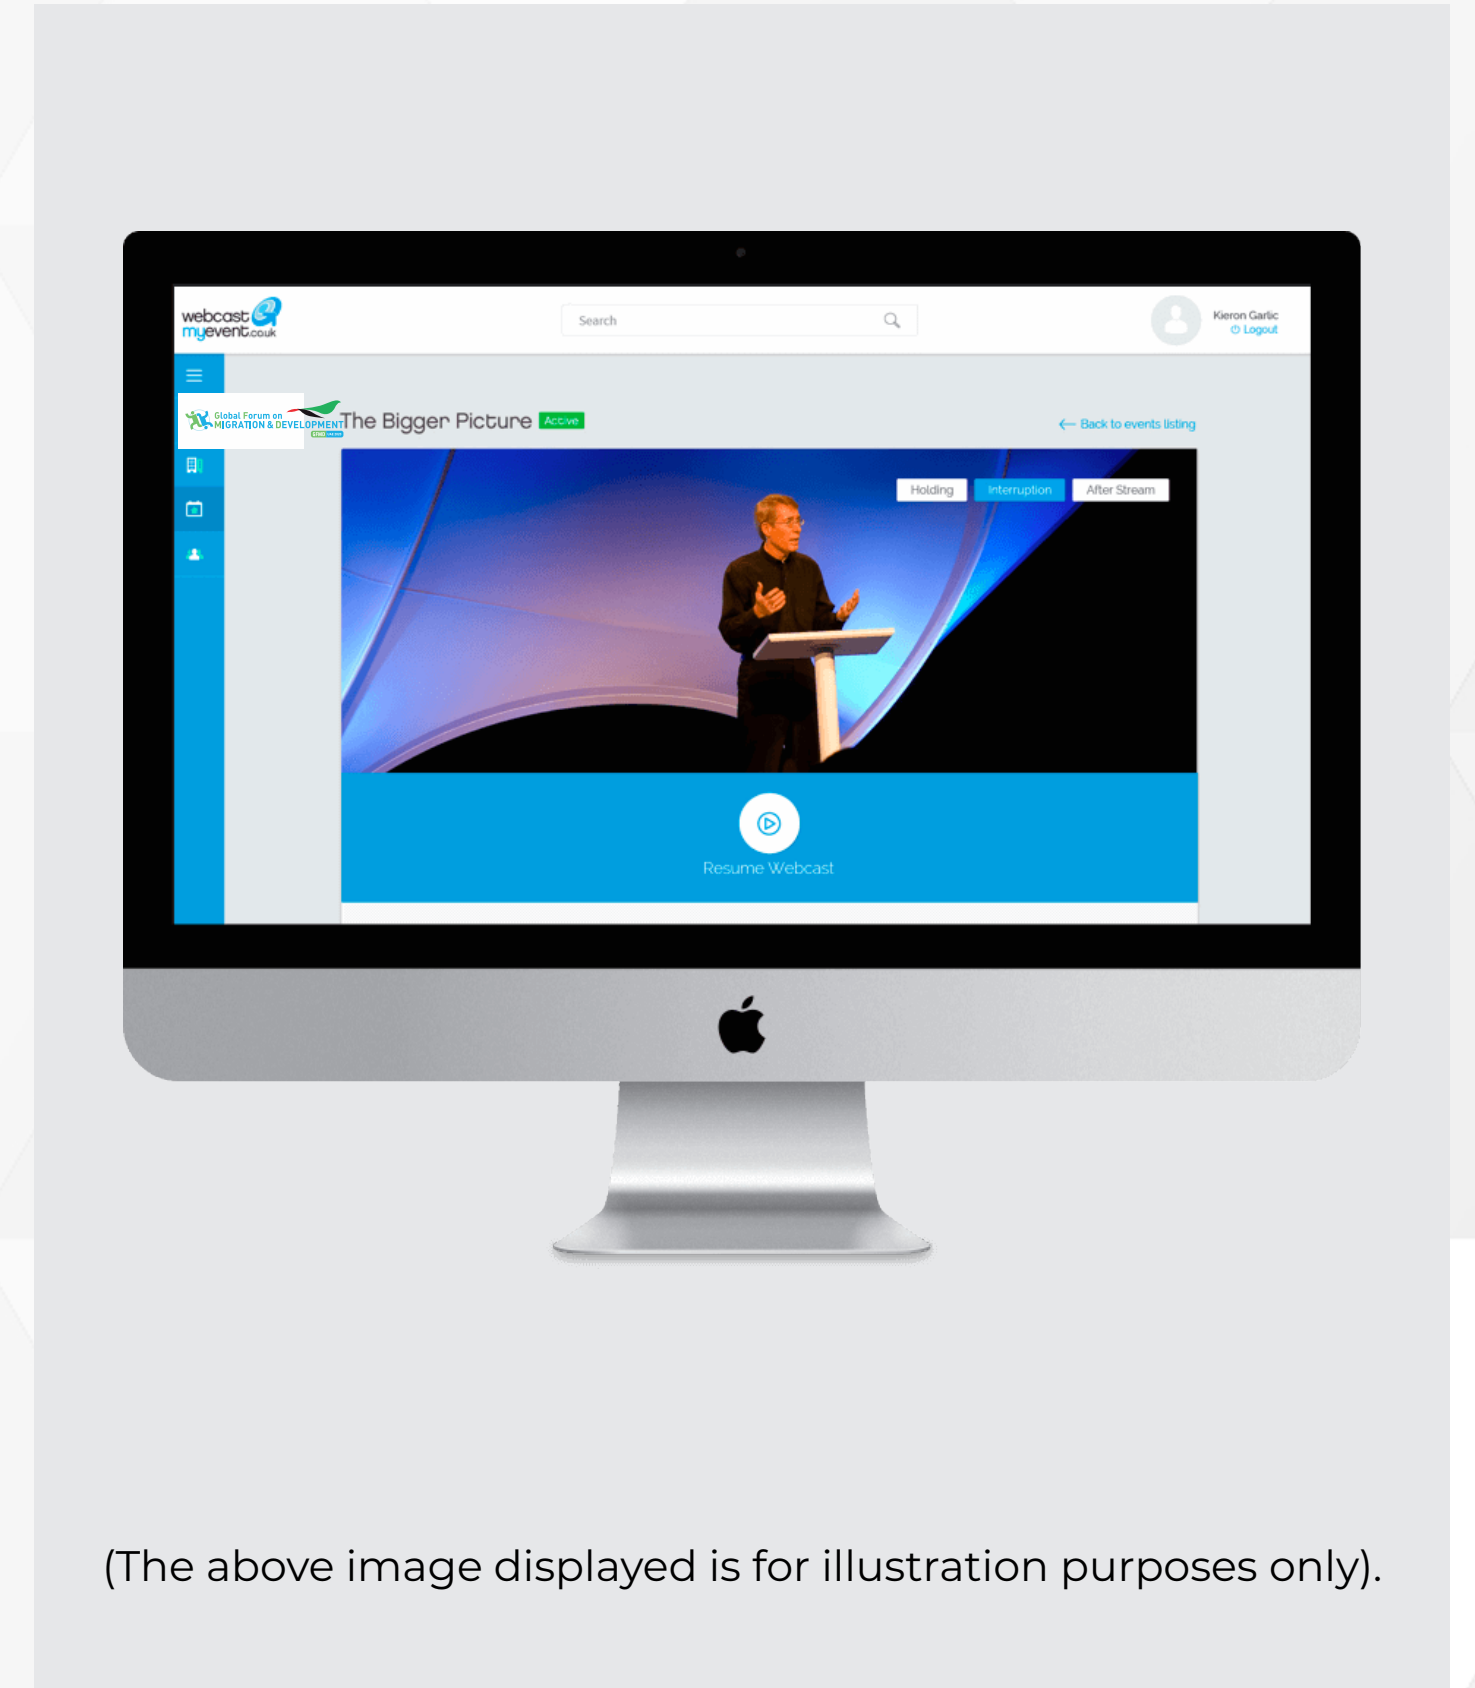 webcast
myevent.co.uk
Search
Kieron Garlic
Logout
Global Forum on
MIGRATION & DEVELOPMENT
The Bigger Picture
Active
Back to events listing
Holding
Interruption
After Stream
Resume Webcast
(The above image displayed is for illustration purposes only).